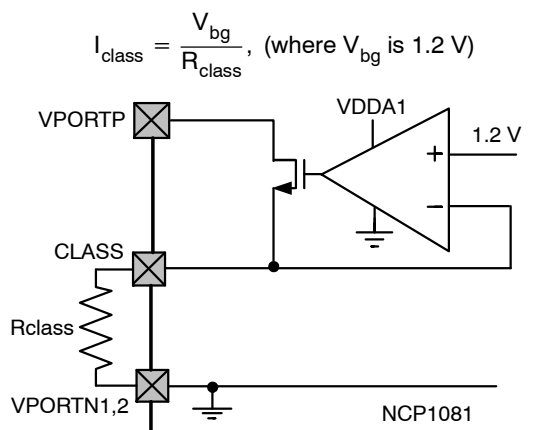 I_class = V_bg / R_class, (where V_bg is 1.2 V)
VPORTP
VDDA1
1.2 V
+
−
CLASS
Rclass
VPORTN1,2
NCP1081